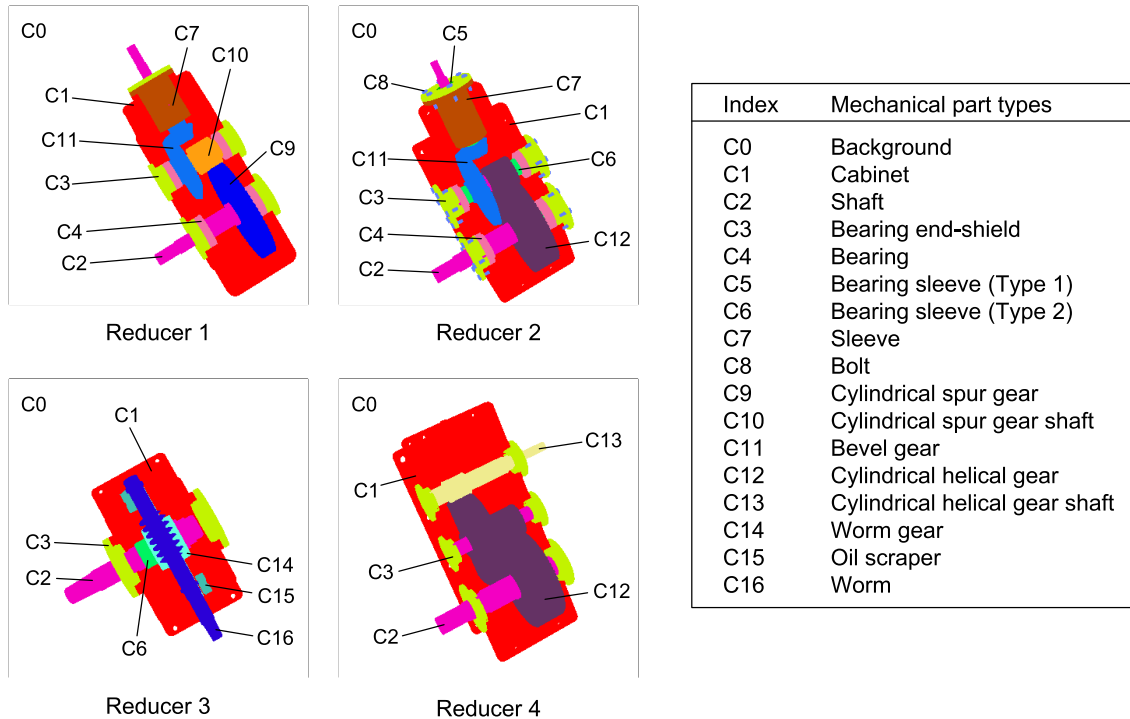 C0
C7
C10
C1
C11
C9
C3
C4
C2
Reducer 1
C0
C5
C8
C7
C1
C11
C6
C3
C4
C12
C2
Reducer 2
C0
C1
C3
C14
C2
C15
C6
C16
Reducer 3
C0
C13
C1
C3
C12
C2
Reducer 4
Index Mechanical part types
C0 Background
C1 Cabinet
C2 Shaft
C3 Bearing end-shield
C4 Bearing
C5 Bearing sleeve (Type 1)
C6 Bearing sleeve (Type 2)
C7 Sleeve
C8 Bolt
C9 Cylindrical spur gear
C10 Cylindrical spur gear shaft
C11 Bevel gear
C12 Cylindrical helical gear
C13 Cylindrical helical gear shaft
C14 Worm gear
C15 Oil scraper
C16 Worm